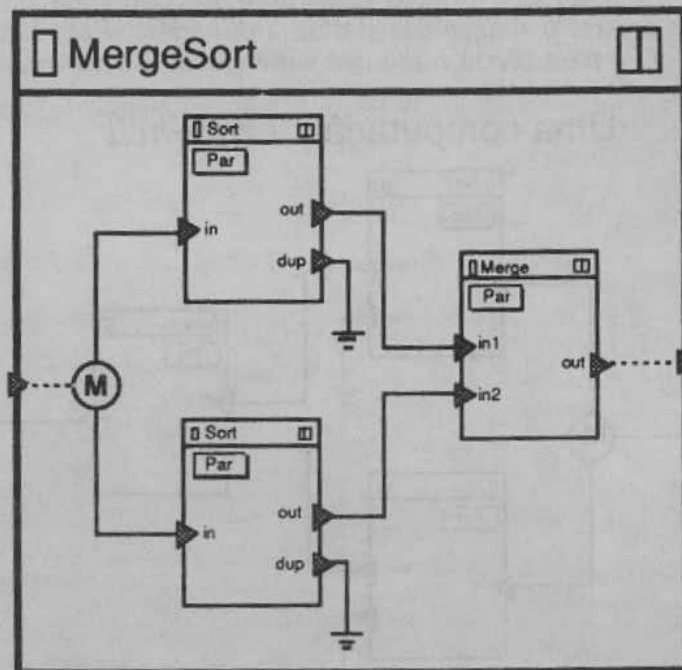 MergeSort
Sort
Par
out
in
dup
Merge
Par
in1
out
in2
M
Sort
Par
out
in
dup